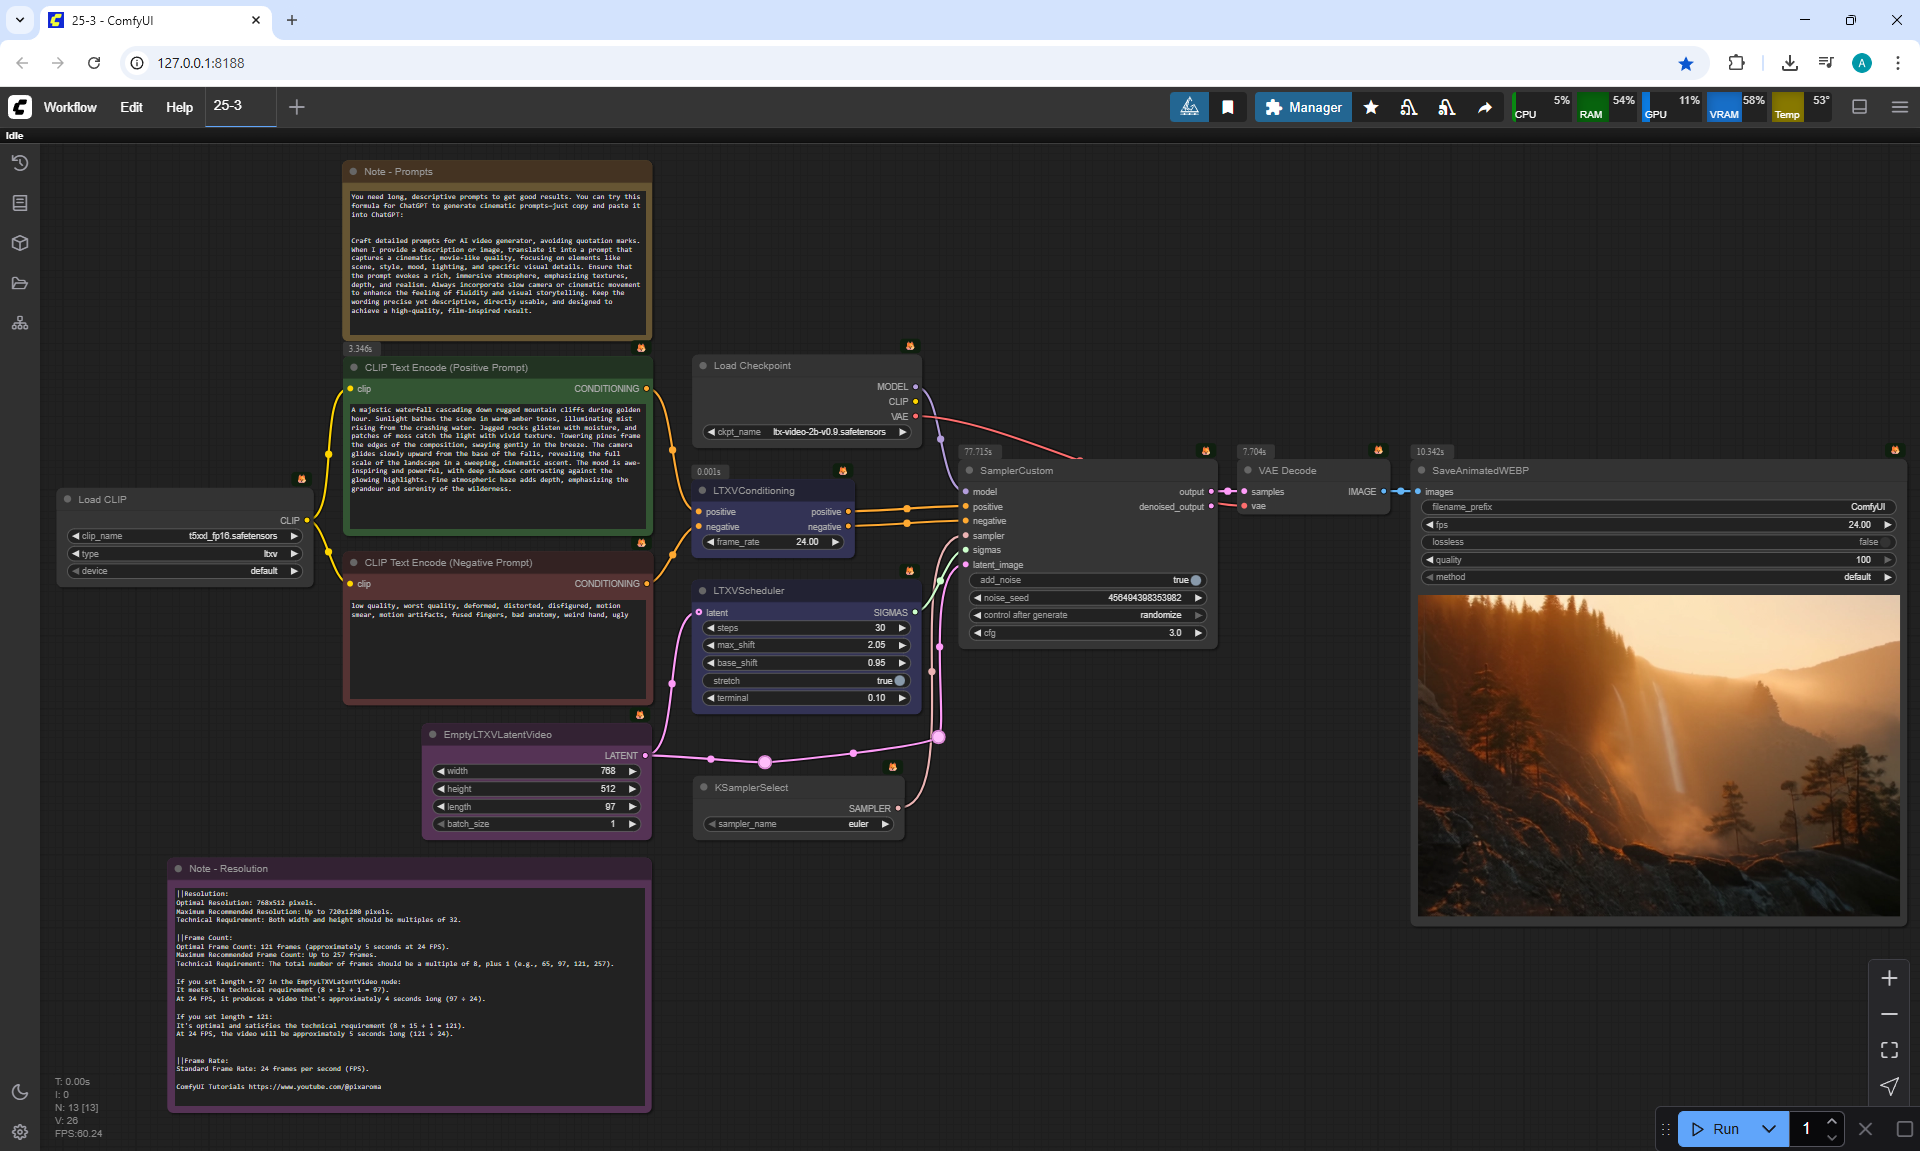 25-3 - ComfyUI
127.0.0.1:8188
A
Workflow Edit Help 25-3
Manager
CPU 5% RAM 54% GPU 11% VRAM 58% Temp 53°
Idle
Note - Prompts
You need long, descriptive prompts to get good results. You can try this
formula for ChatGPT to generate cinematic prompts—just copy and paste it
into ChatGPT:
Craft detailed prompts for AI video generator, avoiding quotation marks.
When I provide a description or image, translate it into a prompt that
captures a cinematic, movie-like quality, focusing on elements like
scene, style, mood, lighting, and specific visual details. Ensure that
the prompt evokes a rich, immersive atmosphere, emphasizing textures,
depth, and realism. Always incorporate slow camera or cinematic movement
to enhance the feeling of fluidity and visual storytelling. Keep the
wording precise yet descriptive, directly usable, and designed to
achieve a high-quality, film-inspired result.
3.346s
CLIP Text Encode (Positive Prompt)
clip CONDITIONING
A majestic waterfall cascading down rugged mountain cliffs during golden
hour. Sunlight bathes the scene in warm amber tones, illuminating mist
rising from the crashing water. Jagged rocks glisten with moisture, and
patches of moss catch the light with vivid texture. Towering pines frame
the edges of the composition, swaying gently in the breeze. The camera
glides slowly upward from the base of the falls, revealing the full
scale of the landscape in a sweeping, cinematic ascent. The mood is awe-
inspiring and powerful, with deep shadows contrasting against the
glowing highlights. Fine atmospheric haze adds depth, emphasizing the
grandeur and serenity of the wilderness.
Load CLIP
CLIP
clip_name t5xxl_fp16.safetensors
type ltxv
device default
CLIP Text Encode (Negative Prompt)
clip CONDITIONING
low quality, worst quality, deformed, distorted, disfigured, motion
smear, motion artifacts, fused fingers, bad anatomy, weird hand, ugly
EmptyLTXVLatentVideo
LATENT
width 768
height 512
length 97
batch_size 1
Load Checkpoint
MODEL
CLIP
VAE
ckpt_name ltx-video-2b-v0.9.safetensors
0.001s
LTXVConditioning
positive positive
negative negative
frame_rate 24.00
LTXVScheduler
latent SIGMAS
steps 30
max_shift 2.05
base_shift 0.95
stretch true
terminal 0.10
KSamplerSelect
SAMPLER
sampler_name euler
77.715s
SamplerCustom
model output
positive denoised_output
negative
sampler
sigmas
latent_image
add_noise true
noise_seed 456494398353982
control after generate randomize
cfg 3.0
7.704s
VAE Decode
samples IMAGE
vae
10.342s
SaveAnimatedWEBP
images
filename_prefix ComfyUI
fps 24.00
lossless false
quality 100
method default
Note - Resolution
||Resolution:
Optimal Resolution: 768x512 pixels.
Maximum Recommended Resolution: Up to 720x1280 pixels.
Technical Requirement: Both width and height should be multiples of 32.
||Frame Count:
Optimal Frame Count: 121 frames (approximately 5 seconds at 24 FPS).
Maximum Recommended Frame Count: Up to 257 frames.
Technical Requirement: The total number of frames should be a multiple of 8, plus 1 (e.g., 65, 97, 121, 257).
If you set length = 97 in the EmptyLTXVLatentVideo node:
It meets the technical requirement (8 × 12 + 1 = 97).
At 24 FPS, it produces a video that's approximately 4 seconds long (97 ÷ 24).
If you set length = 121:
It's optimal and satisfies the technical requirement (8 × 15 + 1 = 121).
At 24 FPS, the video will be approximately 5 seconds long (121 ÷ 24).
||Frame Rate:
Standard Frame Rate: 24 frames per second (FPS).
ComfyUI Tutorials https://www.youtube.com/@pixaroma
T: 0.00s
I: 0
N: 13 [13]
V: 26
FPS:60.24
Run 1